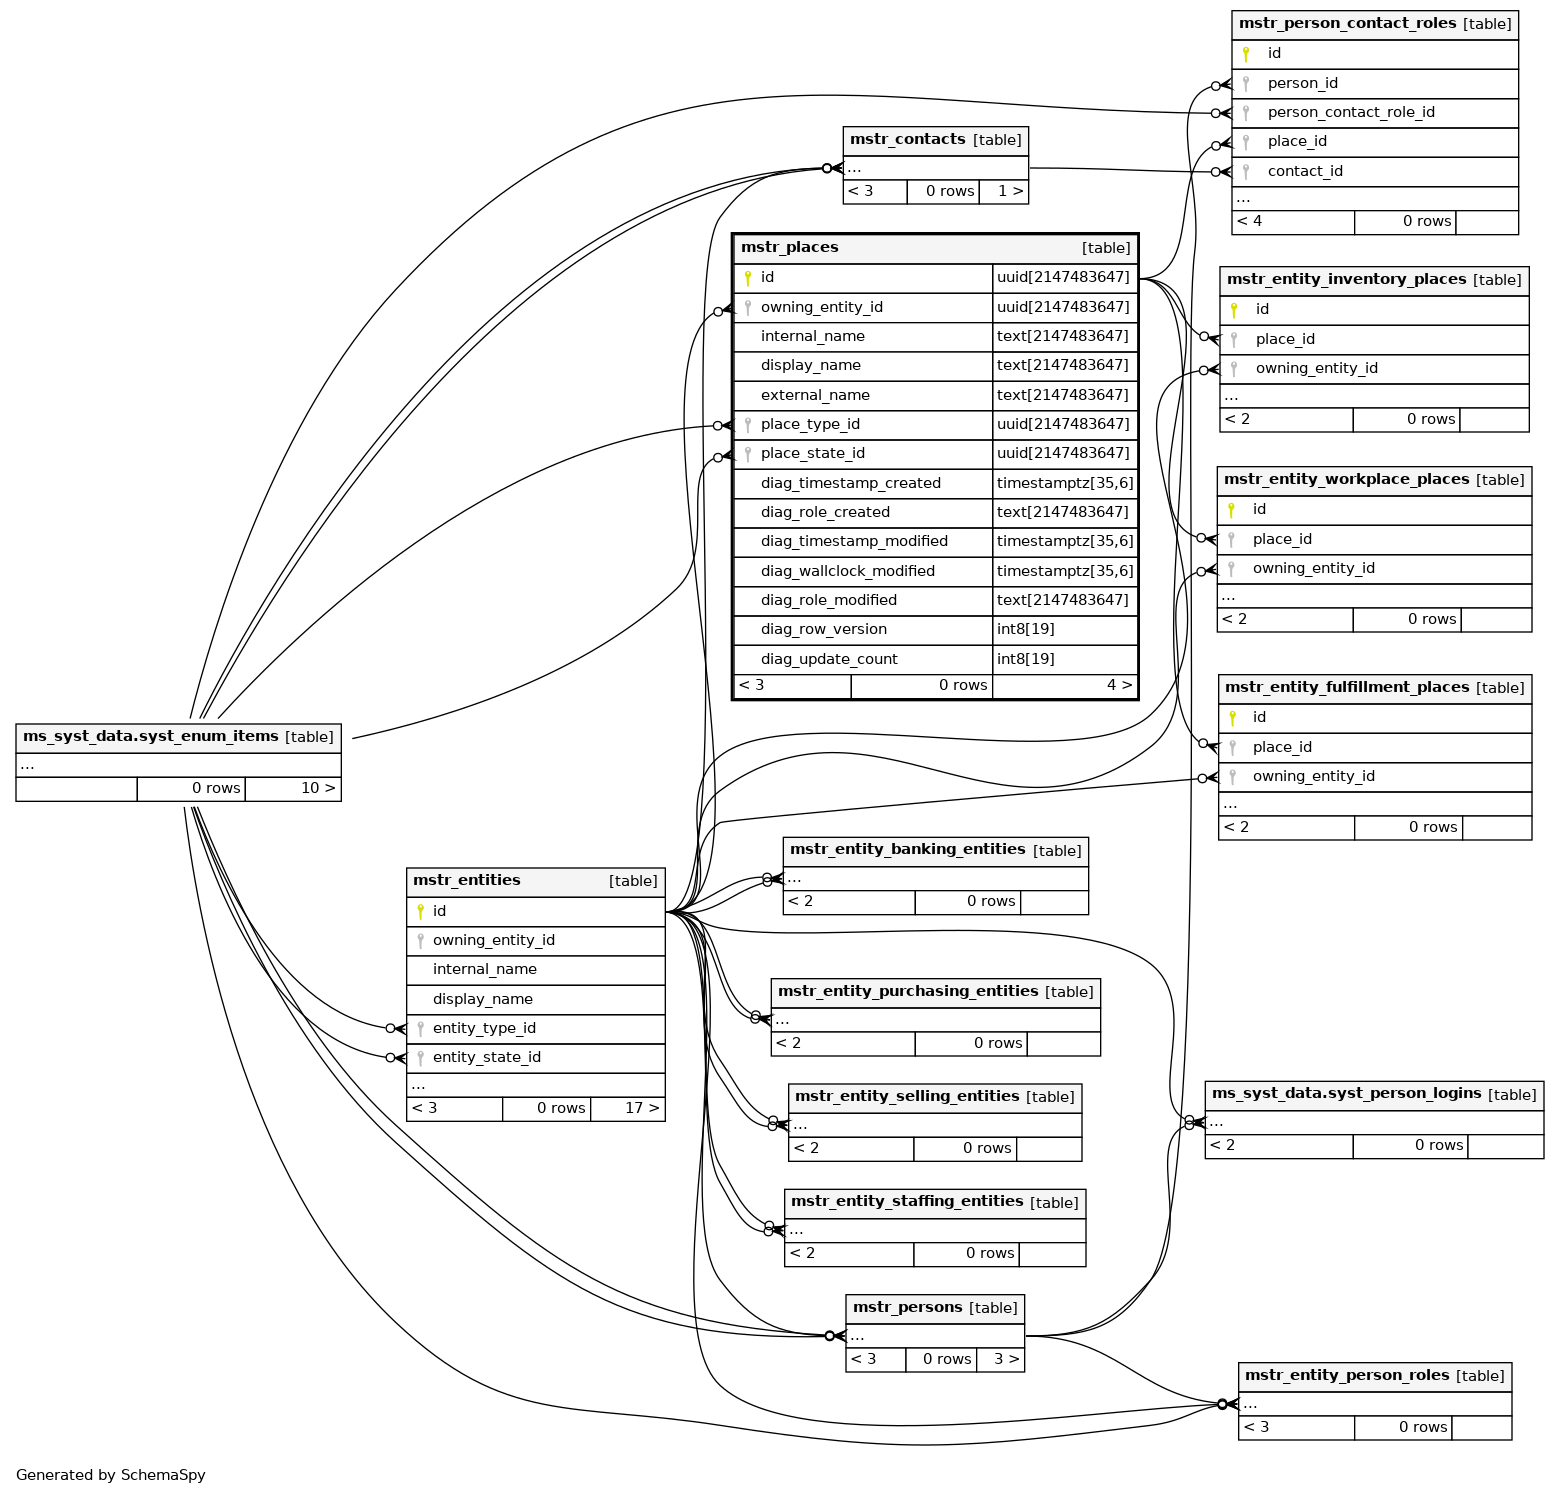 mstr_person_contact_roles [table]
id
person_id
person_contact_role_id
place_id
contact_id
...
< 4 0 rows
mstr_contacts [table]
...
< 3 0 rows 1 >
mstr_places [table]
id uuid[2147483647]
owning_entity_id uuid[2147483647]
internal_name text[2147483647]
display_name text[2147483647]
external_name text[2147483647]
place_type_id uuid[2147483647]
place_state_id uuid[2147483647]
diag_timestamp_created timestamptz[35,6]
diag_role_created text[2147483647]
diag_timestamp_modified timestamptz[35,6]
diag_wallclock_modified timestamptz[35,6]
diag_role_modified text[2147483647]
diag_row_version int8[19]
diag_update_count int8[19]
< 3 0 rows 4 >
mstr_entity_inventory_places [table]
id
place_id
owning_entity_id
...
< 2 0 rows
mstr_entity_workplace_places [table]
id
place_id
owning_entity_id
...
< 2 0 rows
mstr_entity_fulfillment_places [table]
id
place_id
owning_entity_id
...
< 2 0 rows
ms_syst_data.syst_enum_items [table]
...
0 rows 10 >
mstr_entities [table]
id
owning_entity_id
internal_name
display_name
entity_type_id
entity_state_id
...
< 3 0 rows 17 >
mstr_entity_banking_entities [table]
...
< 2 0 rows
mstr_entity_purchasing_entities [table]
...
< 2 0 rows
mstr_entity_selling_entities [table]
...
< 2 0 rows
ms_syst_data.syst_person_logins [table]
...
< 2 0 rows
mstr_entity_staffing_entities [table]
...
< 2 0 rows
mstr_persons [table]
...
< 3 0 rows 3 >
mstr_entity_person_roles [table]
...
< 3 0 rows
Generated by SchemaSpy